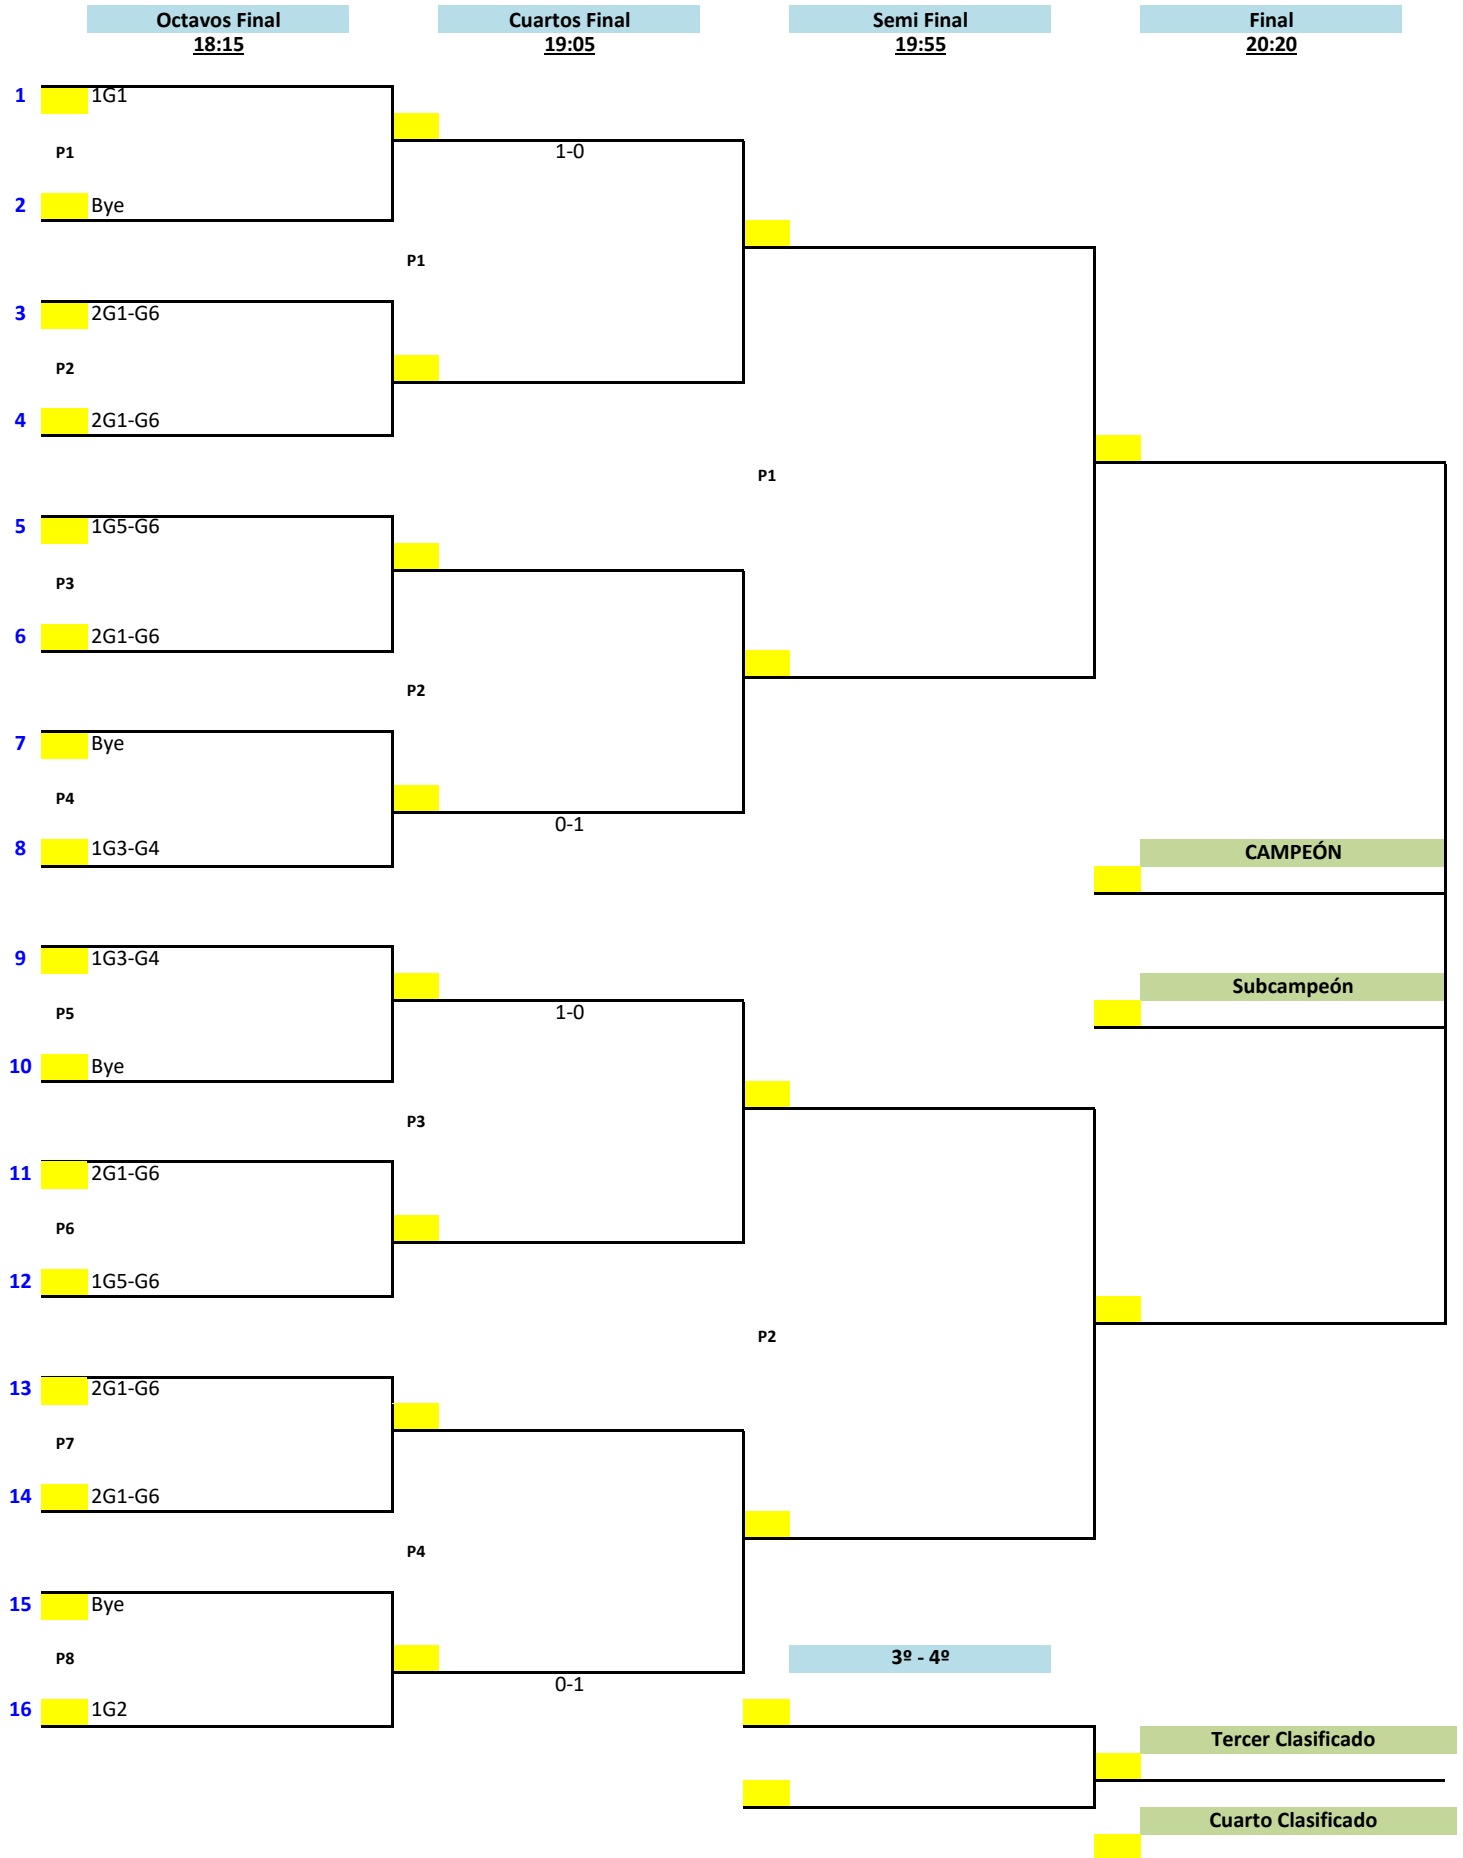 Octavos Final Cuartos Final Semi Final Final
18:15 19:05 19:55 20:20
1 1G1
P1 1-0
2 Bye
P1
3 2G1-G6
P2
4 2G1-G6
P1
5 1G5-G6
P3
6 2G1-G6
P2
7 Bye
P4
0-1
8 1G3-G4 CAMPEÓN
9 1G3-G4
Subcampeón
P5 1-0
10 Bye
P3
11 2G1-G6
P6
12 1G5-G6
P2
13 2G1-G6
P7
14 2G1-G6
P4
15 Bye
P8 3º - 4º
0-1
16 1G2
Tercer Clasificado
Cuarto Clasificado